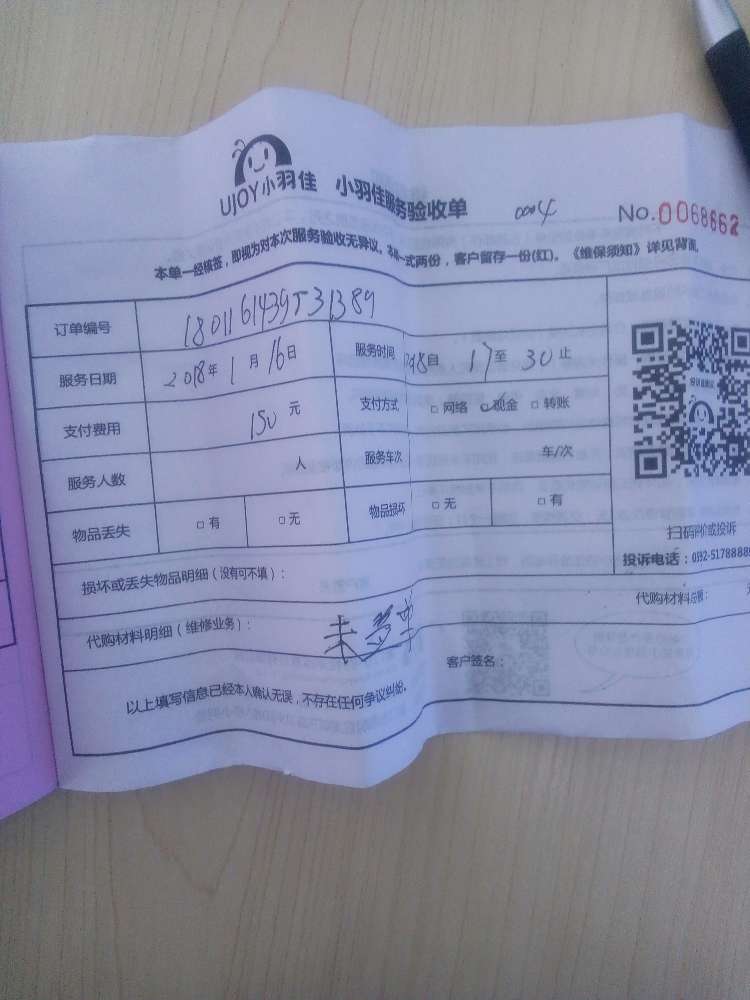 UJOY小羽佳 小羽佳服务验收单 0004 No.0068662
本单一经核签，即视为对本次服务验收无异议。本单一式两份，客户留存一份(红)。《维保须知》详见背面。
订单编号 1801161439531389
服务日期 2018年1月16日 服务时间 自 17至30止
支付费用 150元 支付方式 □网络 ☑现金 □转账
服务人数 人 服务车次 车/次
物品丢失 □有 □无 物品损坏 □无 □有
扫码评价或投诉
投诉电话：0592-5178888
损坏或丢失物品明细（没有可不填）：
代购材料明细（维修业务）： 代购材料总额：
客户签名：
以上填写信息已经本人确认无误，不存在任何争议纠纷。